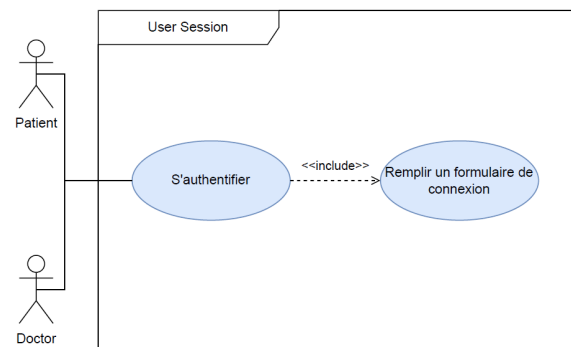 User Session
Patient
S'authentifier
<<include>>
Remplir un formulaire de
connexion
Doctor